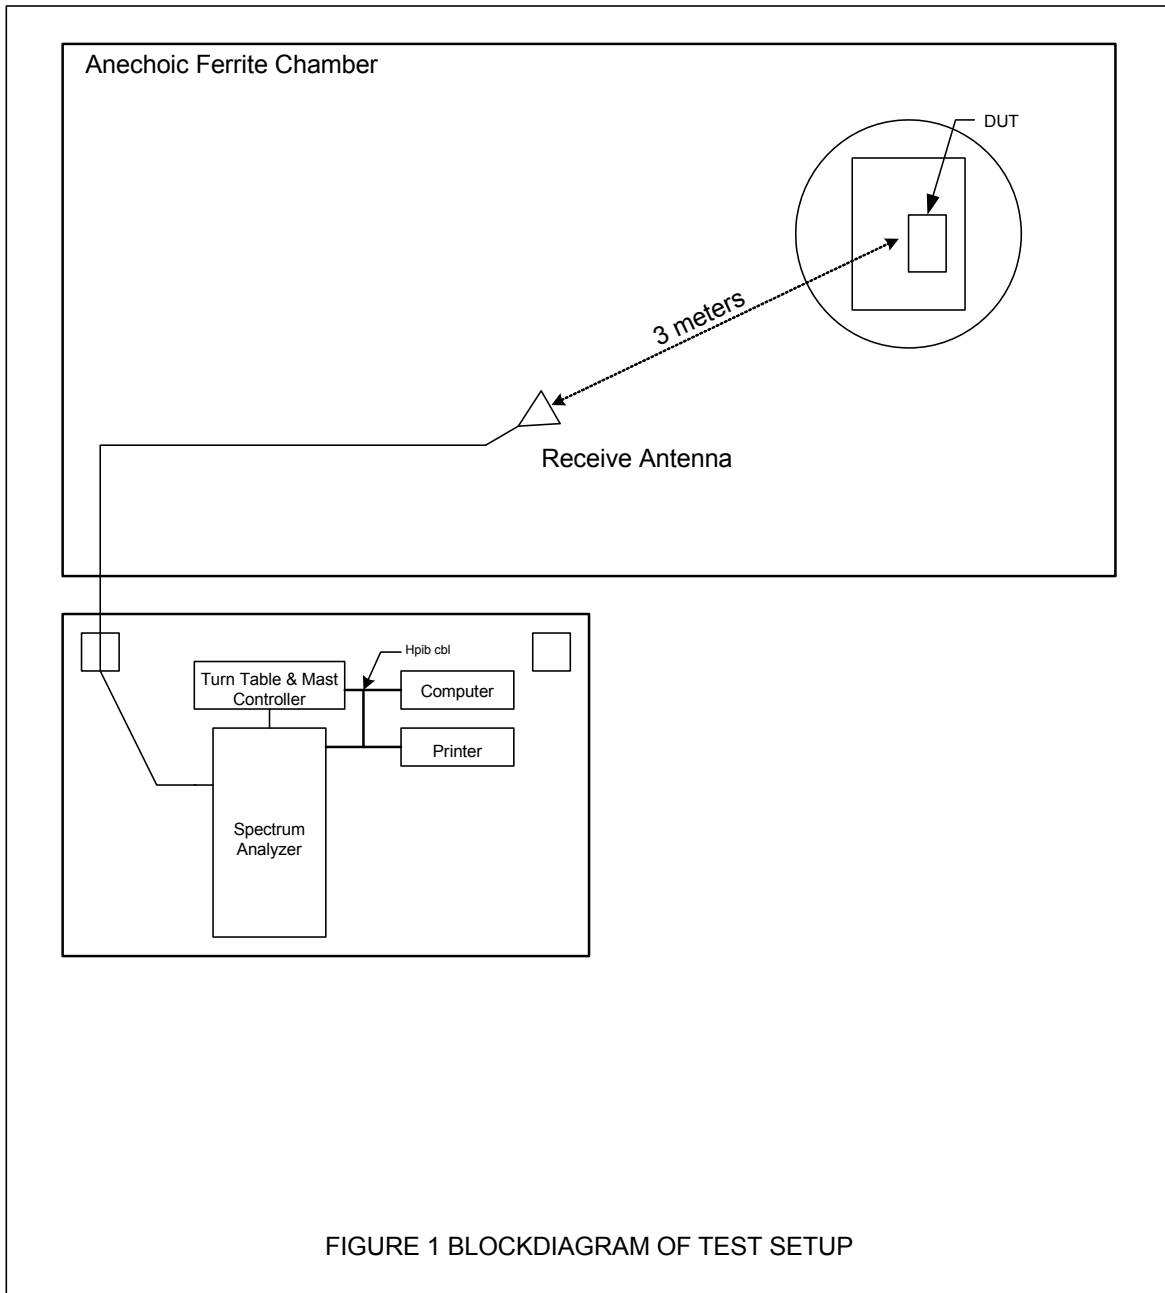 Anechoic Ferrite Chamber
DUT
3 meters
Receive Antenna
Hpib cbl
Turn Table & Mast
Controller
Computer
Printer
Spectrum
Analyzer
FIGURE 1 BLOCKDIAGRAM OF TEST SETUP